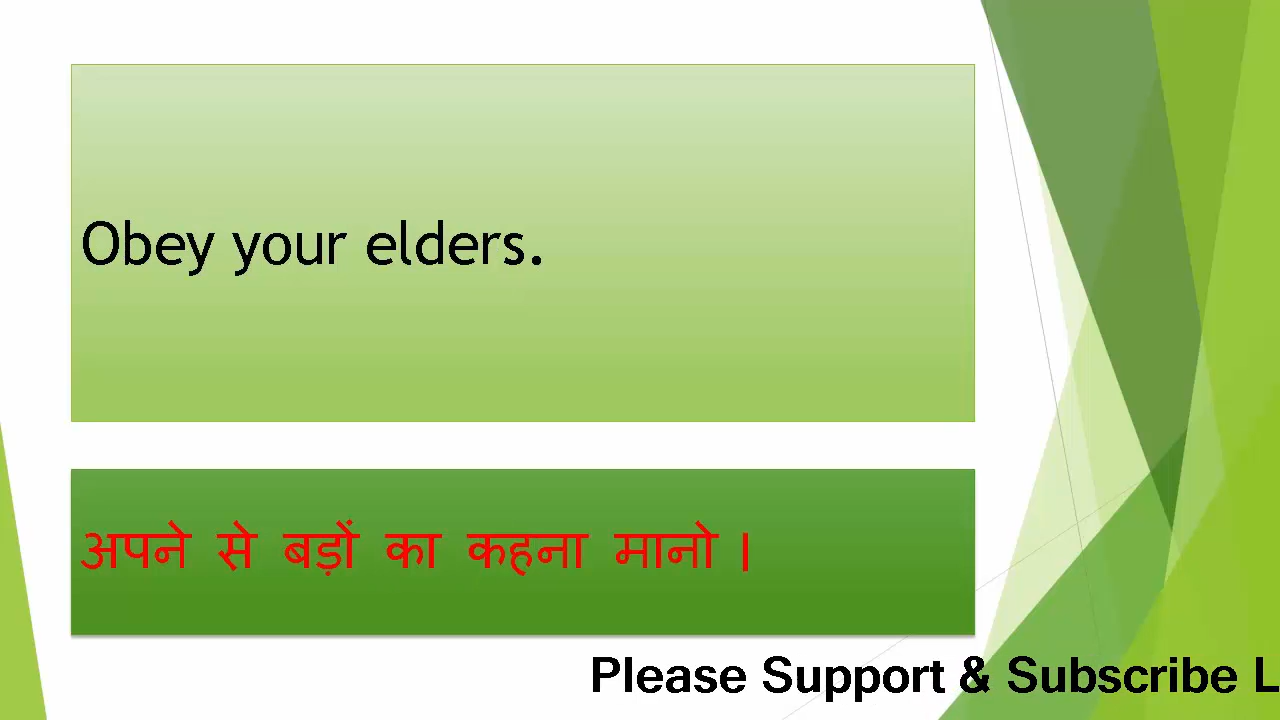 Obey your elders.
अपने से बड़ों का कहना मानो ।
Please Support & Subscribe L